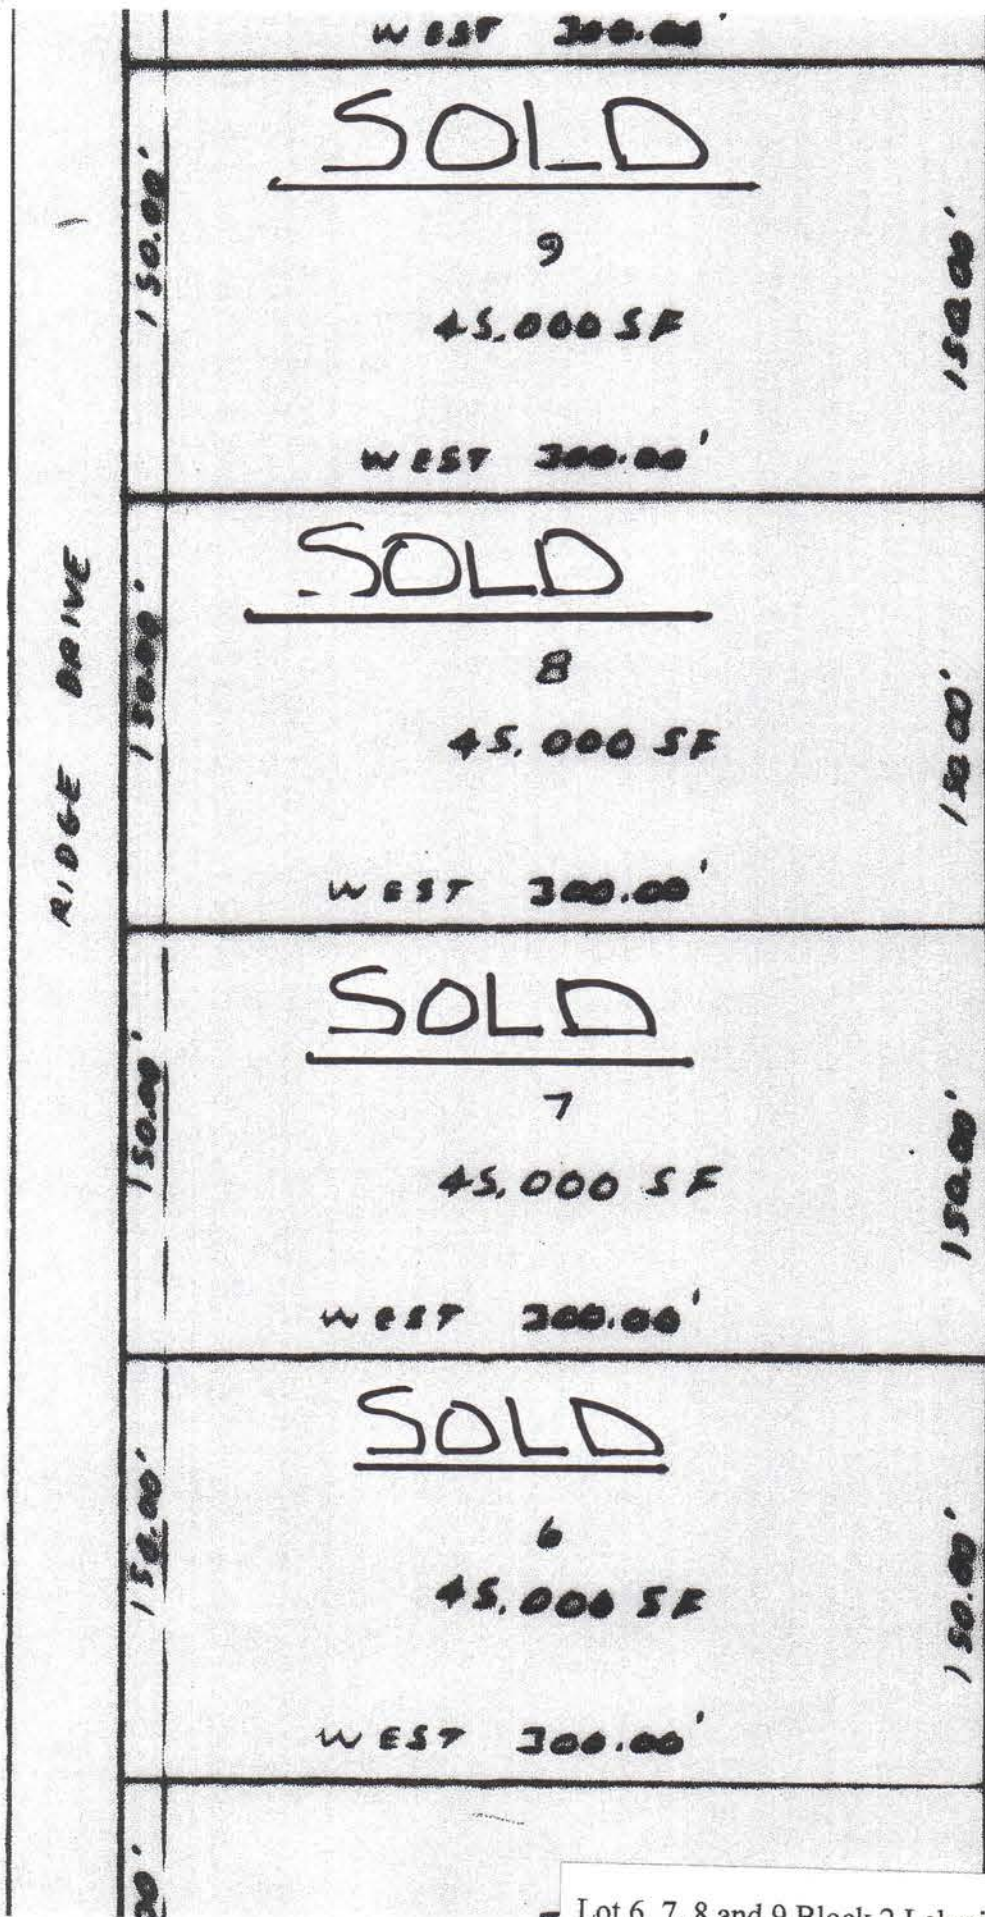 WEST 300.00'
SOLD
150.00'
9
45,000 SF
150.00'
WEST 300.00'
RIDGE DRIVE
SOLD
150.00'
8
45,000 SF
150.00'
WEST 300.00'
SOLD
150.00'
7
45,000 SF
150.00'
WEST 300.00'
SOLD
150.00'
6
45,000 SF
150.00'
WEST 300.00'
Lot 6, 7, 8 and 9 Block 2